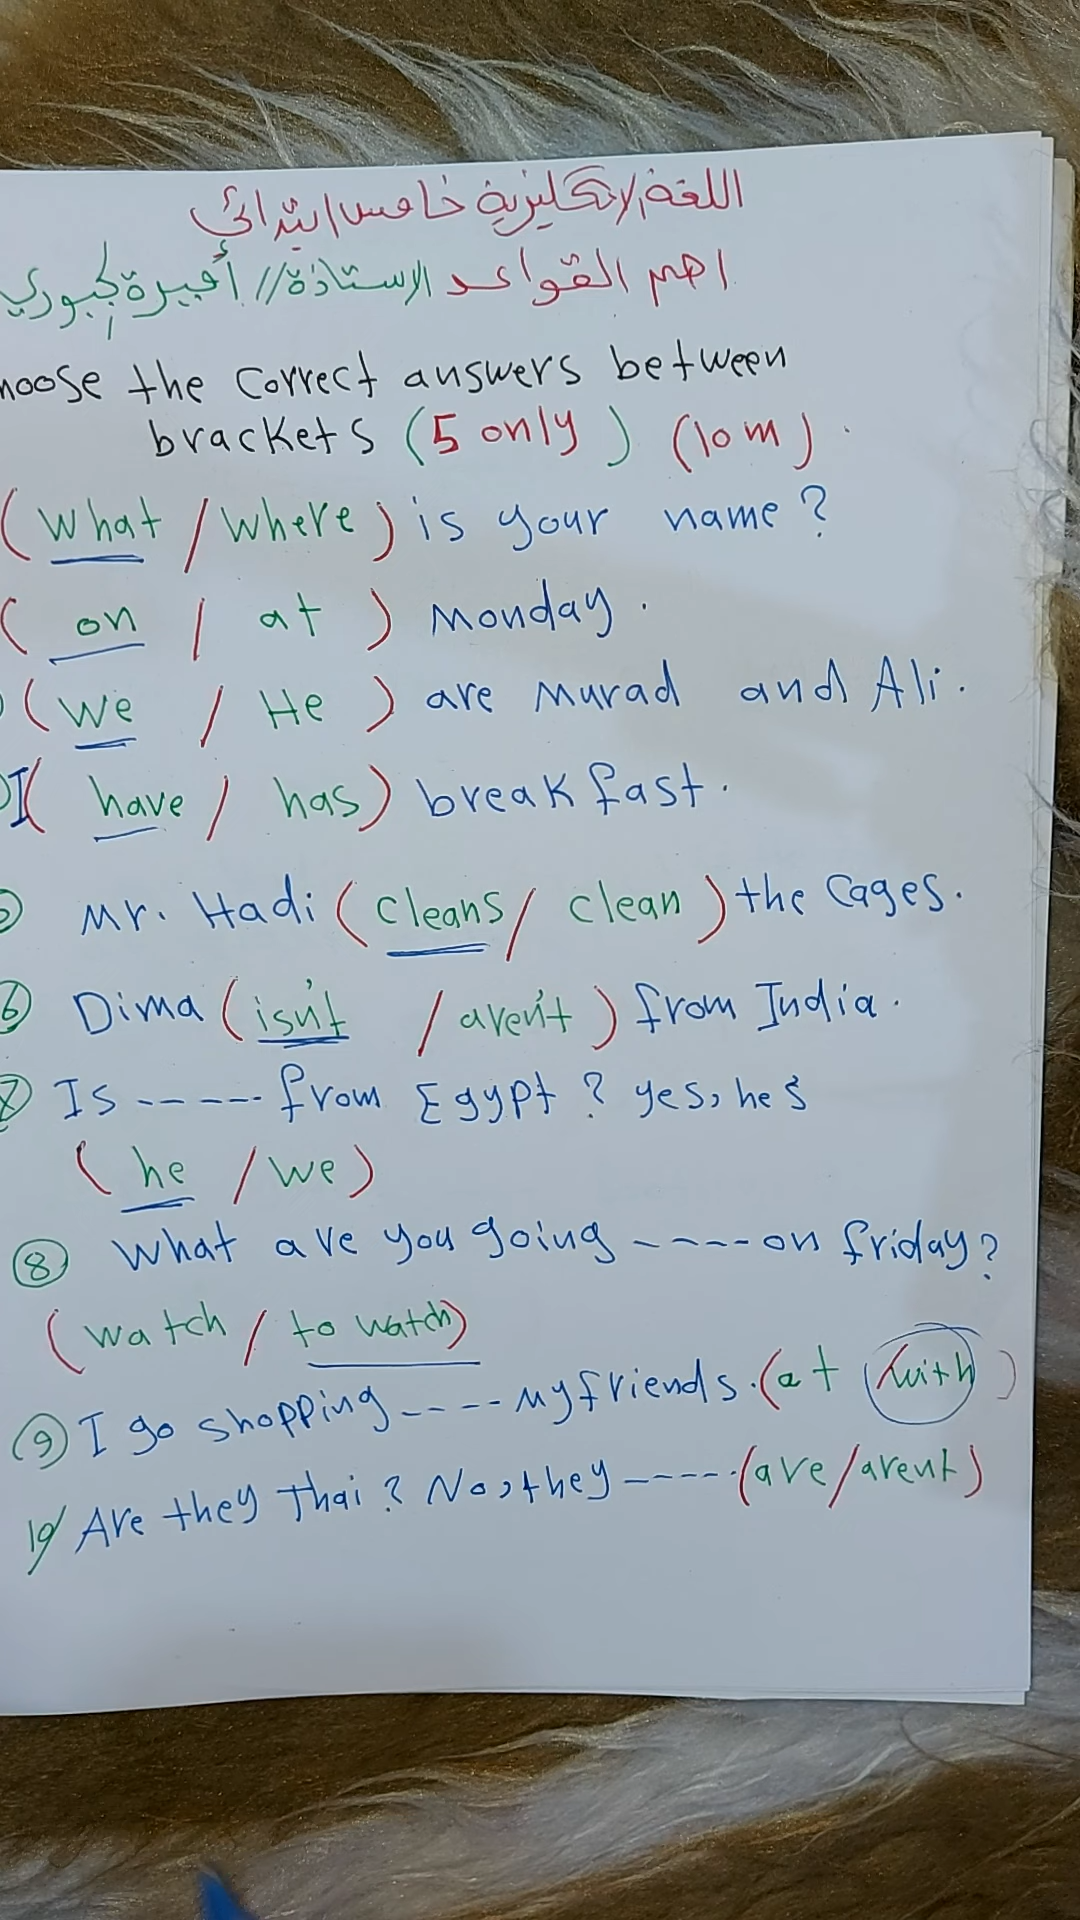 اللغة الانكليزية خامس ابتدائي
اهم القواعد الاستاذة// أميرة الجبوري
hoose the correct answers between
brackets (5 only) (10 m).
(what / where) is your name?
(on / at) Monday.
(we / He) are Murad and Ali.
I(have / has) breakfast.
Mr. Hadi (cleans / clean) the Cages.
6 Dima (isn't / aren't) from India.
7 Is ----- from Egypt? yes, he's
(he / we)
8 What are you going ---- on friday?
(watch / to watch)
9 I go shopping ---- my friends. (at / with)
10/ Are they Thai? No, they ----. (are/arent)